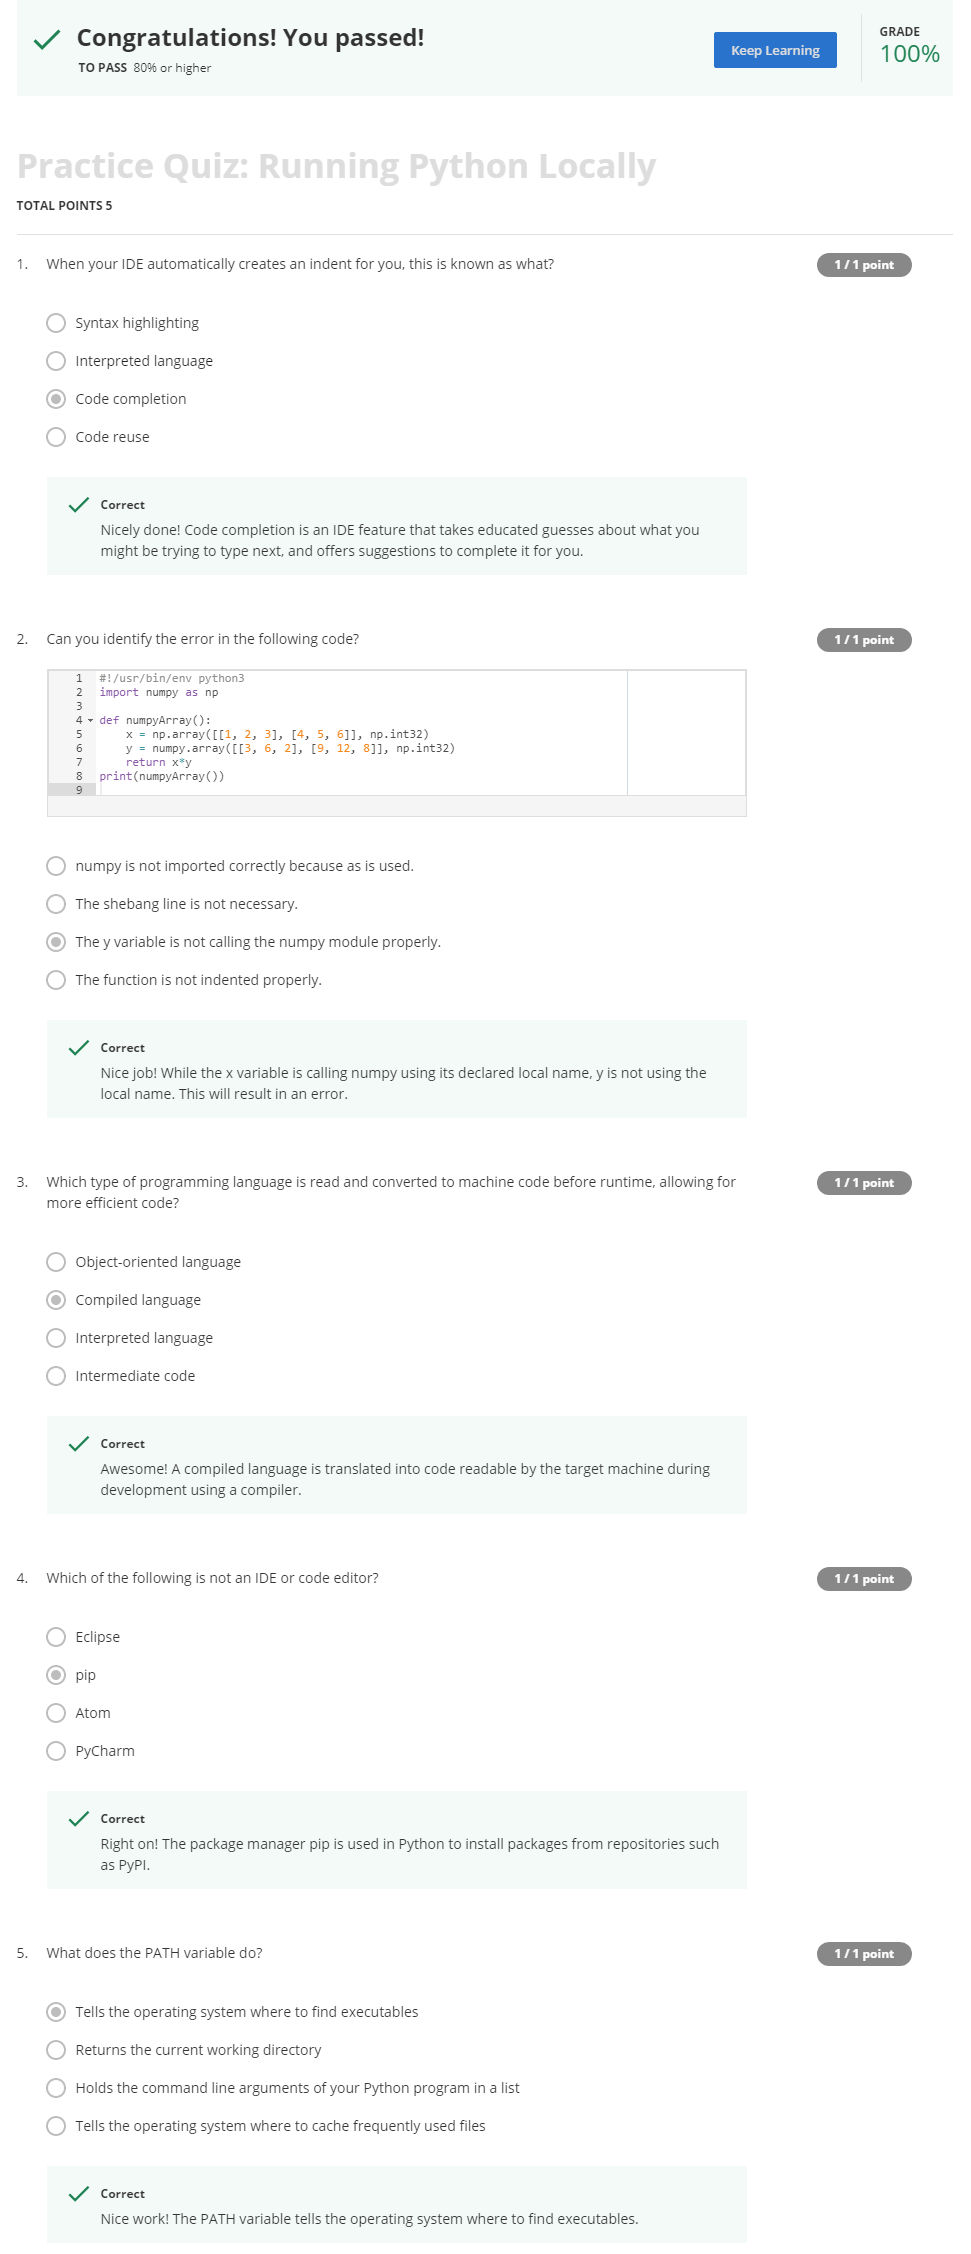 Congratulations! You passed!
TO PASS 80% or higher
Keep Learning
GRADE
100%
Practice Quiz: Running Python Locally
TOTAL POINTS 5
1. When your IDE automatically creates an indent for you, this is known as what?
1 / 1 point
Syntax highlighting
Interpreted language
Code completion
Code reuse
Correct
Nicely done! Code completion is an IDE feature that takes educated guesses about what you
might be trying to type next, and offers suggestions to complete it for you.
2. Can you identify the error in the following code?
1 / 1 point
1 #!/usr/bin/env python3
2 import numpy as np
3
4 def numpyArray():
5 x = np.array([[1, 2, 3], [4, 5, 6]], np.int32)
6 y = numpy.array([[3, 6, 2], [9, 12, 8]], np.int32)
7 return x*y
8 print(numpyArray())
9
numpy is not imported correctly because as is used.
The shebang line is not necessary.
The y variable is not calling the numpy module properly.
The function is not indented properly.
Correct
Nice job! While the x variable is calling numpy using its declared local name, y is not using the
local name. This will result in an error.
3. Which type of programming language is read and converted to machine code before runtime, allowing for
more efficient code?
1 / 1 point
Object-oriented language
Compiled language
Interpreted language
Intermediate code
Correct
Awesome! A compiled language is translated into code readable by the target machine during
development using a compiler.
4. Which of the following is not an IDE or code editor?
1 / 1 point
Eclipse
pip
Atom
PyCharm
Correct
Right on! The package manager pip is used in Python to install packages from repositories such
as PyPI.
5. What does the PATH variable do?
1 / 1 point
Tells the operating system where to find executables
Returns the current working directory
Holds the command line arguments of your Python program in a list
Tells the operating system where to cache frequently used files
Correct
Nice work! The PATH variable tells the operating system where to find executables.